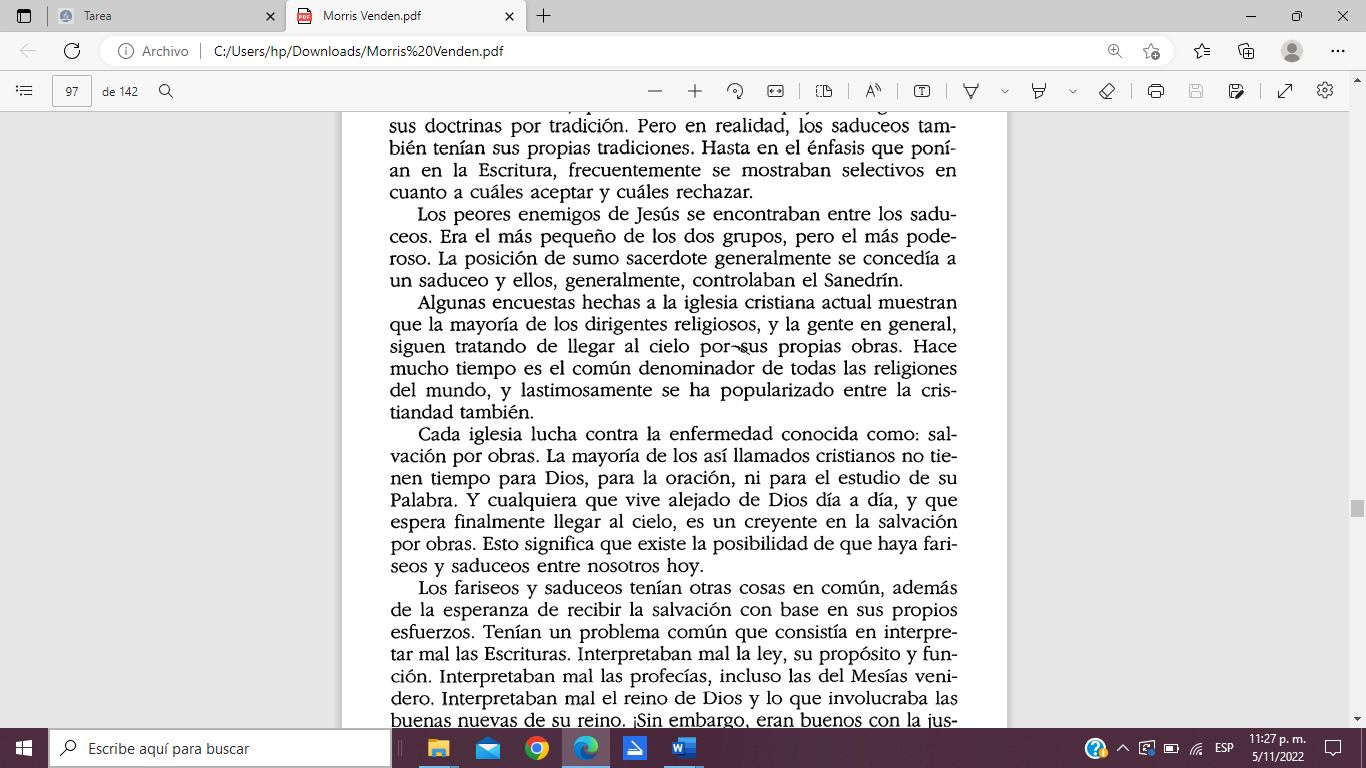 Tarea
Morris Venden.pdf
Archivo
C:/Users/hp/Downloads/Morris%20Venden.pdf
97 de 142
sus doctrinas por tradición. Pero en realidad, los saduceos tam-
bién tenían sus propias tradiciones. Hasta en el énfasis que poní-
an en la Escritura, frecuentemente se mostraban selectivos en
cuanto a cuáles aceptar y cuáles rechazar.
Los peores enemigos de Jesús se encontraban entre los sadu-
ceos. Era el más pequeño de los dos grupos, pero el más pode-
roso. La posición de sumo sacerdote generalmente se concedía a
un saduceo y ellos, generalmente, controlaban el Sanedrín.
Algunas encuestas hechas a la iglesia cristiana actual muestran
que la mayoría de los dirigentes religiosos, y la gente en general,
siguen tratando de llegar al cielo por sus propias obras. Hace
mucho tiempo es el común denominador de todas las religiones
del mundo, y lastimosamente se ha popularizado entre la cris-
tiandad también.
Cada iglesia lucha contra la enfermedad conocida como: sal-
vación por obras. La mayoría de los así llamados cristianos no tie-
nen tiempo para Dios, para la oración, ni para el estudio de su
Palabra. Y cualquiera que vive alejado de Dios día a día, y que
espera finalmente llegar al cielo, es un creyente en la salvación
por obras. Esto significa que existe la posibilidad de que haya fari-
seos y saduceos entre nosotros hoy.
Los fariseos y saduceos tenían otras cosas en común, además
de la esperanza de recibir la salvación con base en sus propios
esfuerzos. Tenían un problema común que consistía en interpre-
tar mal las Escrituras. Interpretaban mal la ley, su propósito y fun-
ción. Interpretaban mal las profecías, incluso las del Mesías veni-
dero. Interpretaban mal el reino de Dios y lo que involucraba las
buenas nuevas de su reino. ¡Sin embargo, eran buenos con la jus-
Escribe aquí para buscar
ESP
11:27 p. m.
5/11/2022